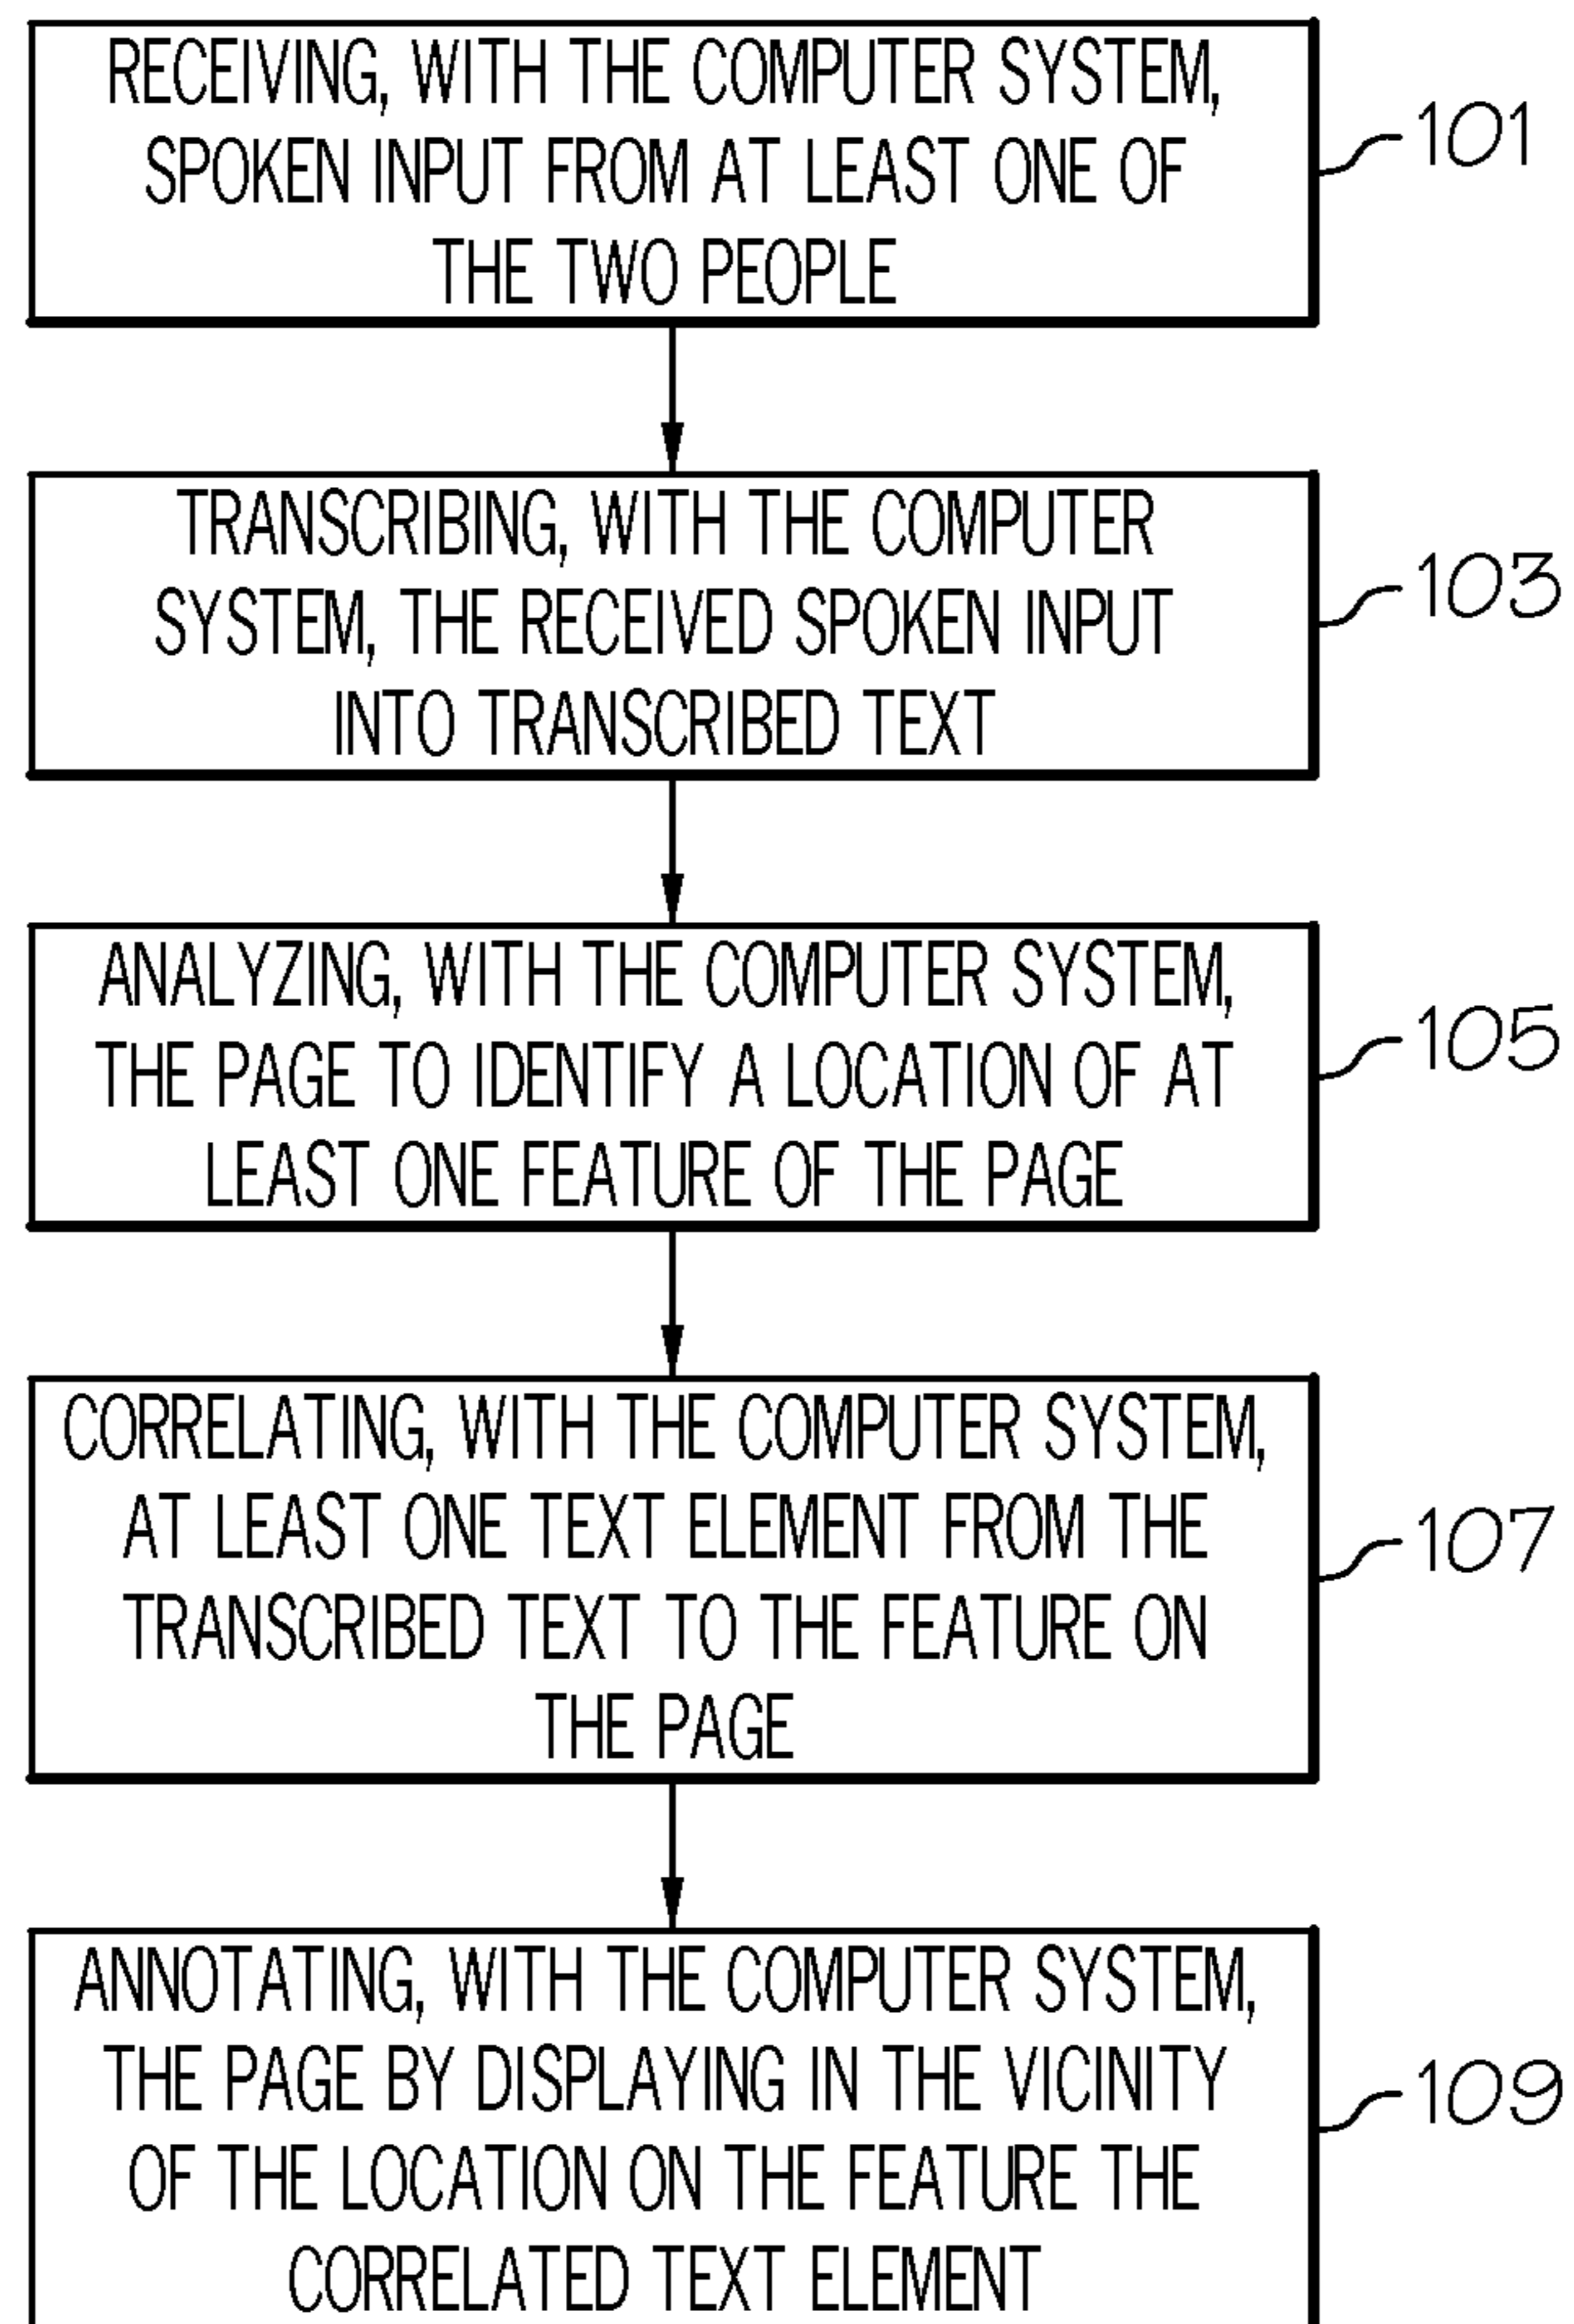 RECEIVING, WITH THE COMPUTER SYSTEM,
SPOKEN INPUT FROM AT LEAST ONE OF
THE TWO PEOPLE
101
TRANSCRIBING, WITH THE COMPUTER
SYSTEM, THE RECEIVED SPOKEN INPUT
INTO TRANSCRIBED TEXT
103
ANALYZING, WITH THE COMPUTER SYSTEM,
THE PAGE TO IDENTIFY A LOCATION OF AT
LEAST ONE FEATURE OF THE PAGE
105
CORRELATING, WITH THE COMPUTER SYSTEM,
AT LEAST ONE TEXT ELEMENT FROM THE
TRANSCRIBED TEXT TO THE FEATURE ON
THE PAGE
107
ANNOTATING, WITH THE COMPUTER SYSTEM,
THE PAGE BY DISPLAYING IN THE VICINITY
OF THE LOCATION ON THE FEATURE THE
CORRELATED TEXT ELEMENT
109